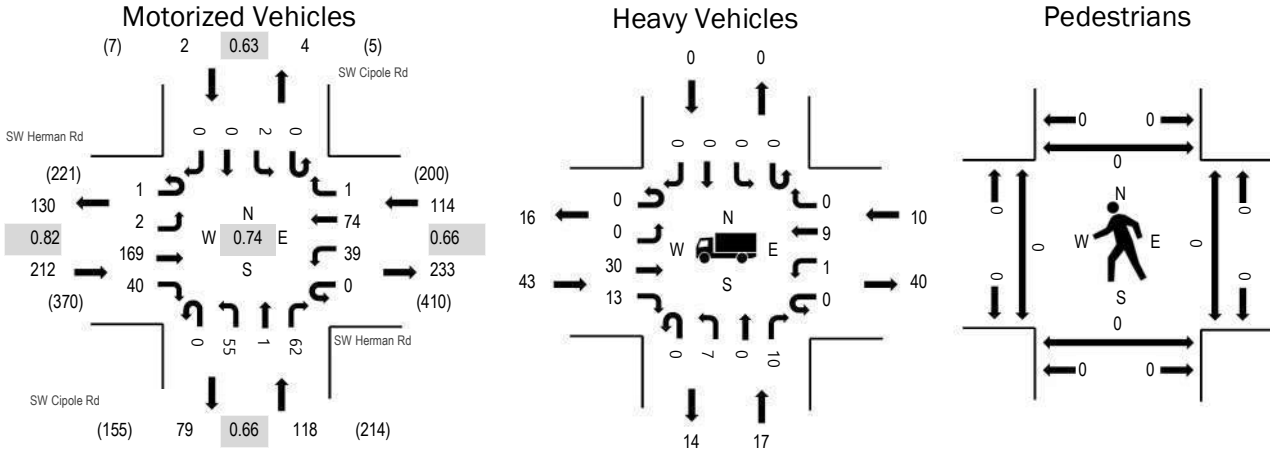 Motorized Vehicles
(7) 2 0.63 4 (5)
SW Cipole Rd
SW Herman Rd
0 0 2 0
(221) (200)
130 1 1 114
2 N 74
0.82 W 0.74 E 0.66
169 S 39
212 40 0 233
(370) (410)
0 55 1 62
SW Herman Rd
SW Cipole Rd
(155) 79 0.66 118 (214)
Heavy Vehicles
0 0
0 0 0 0
0 0
16 10
0 N 9
W E
30 S 1
43 13 0 40
0 7 0 10
14 17
Pedestrians
0 0
0
0 N 0
W E
0 0
S
0 0
0
0 0